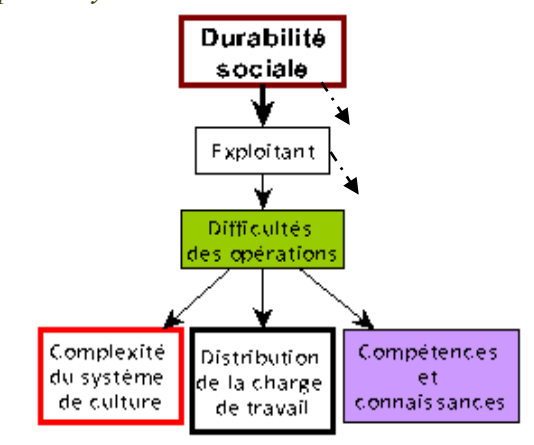 Durabilité
sociale
Exploitant
Difficultés
des opérations
Complexité
du système
de culture
Distribution
de la charge
de travail
Compétences
et
connaissances